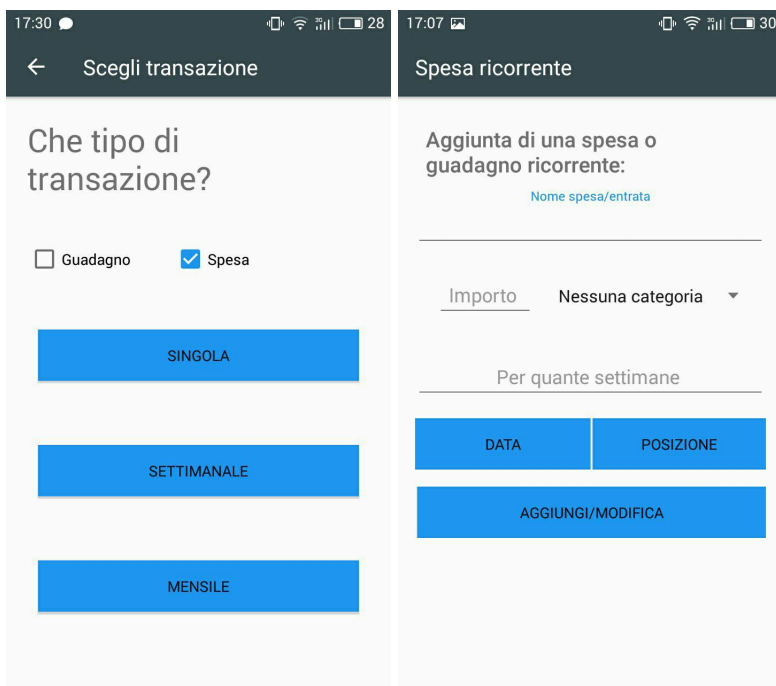 17:30
28
Scegli transazione
Che tipo di
transazione?
Guadagno
Spesa
SINGOLA
SETTIMANALE
MENSILE
17:07
30
Spesa ricorrente
Aggiunta di una spesa o
guadagno ricorrente:
Nome spesa/entrata
Importo
Nessuna categoria
Per quante settimane
DATA
POSIZIONE
AGGIUNGI/MODIFICA